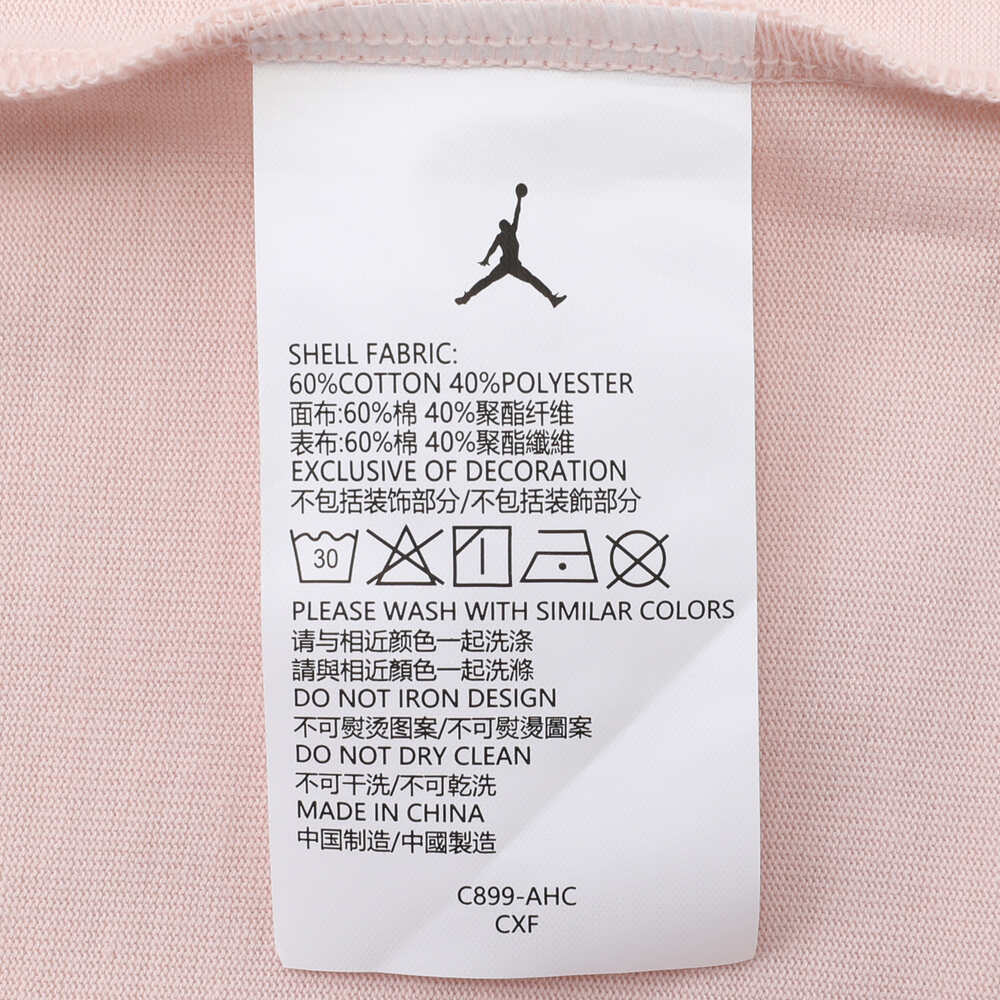 SHELL FABRIC:
60%COTTON 40%POLYESTER
面布:60%棉 40%聚酯纤维
表布:60%棉 40%聚酯纖維
EXCLUSIVE OF DECORATION
不包括装饰部分/不包括装飾部分
30
PLEASE WASH WITH SIMILAR COLORS
请与相近颜色一起洗涤
請與相近顏色一起洗滌
DO NOT IRON DESIGN
不可熨烫图案/不可熨燙圖案
DO NOT DRY CLEAN
不可干洗/不可乾洗
MADE IN CHINA
中国制造/中國製造
C899-AHC
CXF